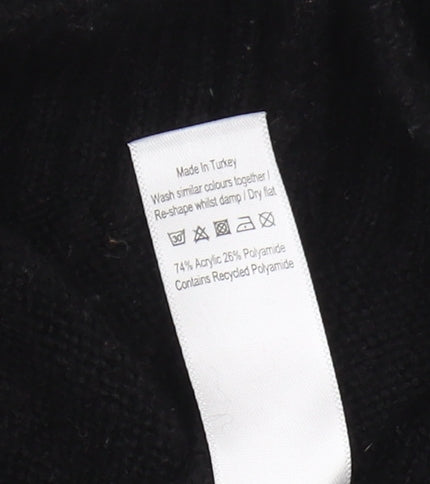 Made In Turkey
Wash similar colours together /
Re-shape whilst damp / Dry flat
30
74% Acrylic 26% Polyamide
Contains Recycled Polyamide